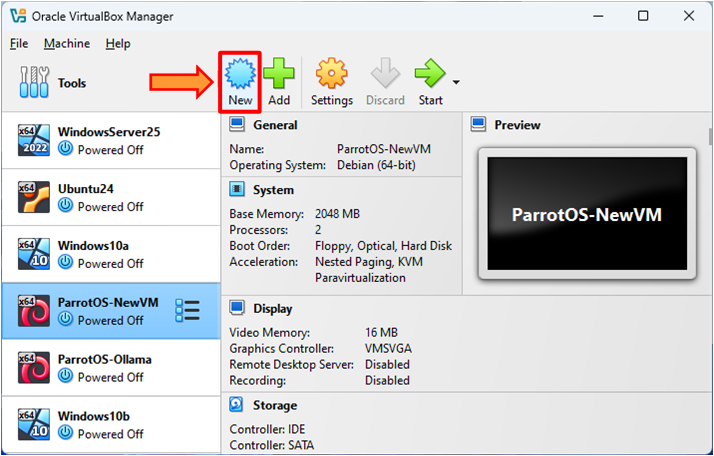 Oracle VirtualBox Manager
File Machine Help
Tools
New Add Settings Discard Start
WindowsServer25
x64 2022 Powered Off
Ubuntu24
x64 Powered Off
Windows10a
x64 10 Powered Off
ParrotOS-NewVM
x64 Powered Off
ParrotOS-Ollama
x64 Powered Off
Windows10b
x64 10 Powered Off
General
Name: ParrotOS-NewVM
Operating System: Debian (64-bit)
System
Base Memory: 2048 MB
Processors: 2
Boot Order: Floppy, Optical, Hard Disk
Acceleration: Nested Paging, KVM
Paravirtualization
Preview
ParrotOS-NewVM
Display
Video Memory: 16 MB
Graphics Controller: VMSVGA
Remote Desktop Server: Disabled
Recording: Disabled
Storage
Controller: IDE
Controller: SATA